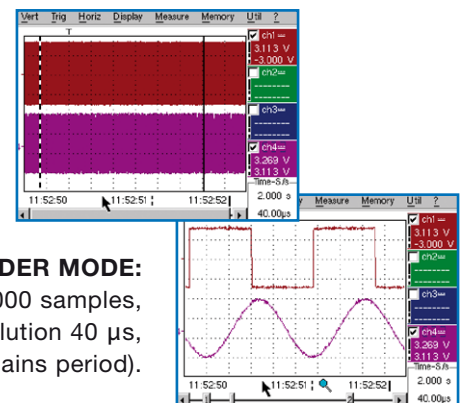 Vert Trig Horiz Display Measure Memory Util ?
T
ch1
3.113 V
-3.000 V
ch2
--------
--------
ch3
--------
--------
ch4
3.269 V
3.113 V
Time-S/s
2.000 s
40.00µs
11:52:50 11:52:51 11:52:52
Measure Memory Util ?
ch1
3.113 V
-3.000 V
ch2
--------
--------
ch3
--------
--------
ch4
3.269 V
3.113 V
Time-S/s
2.000 s
40.00µs
11:52:50 11:52:51 11:52:52
1 2
DER MODE:
000 samples,
lution 40 µs,
ains period).